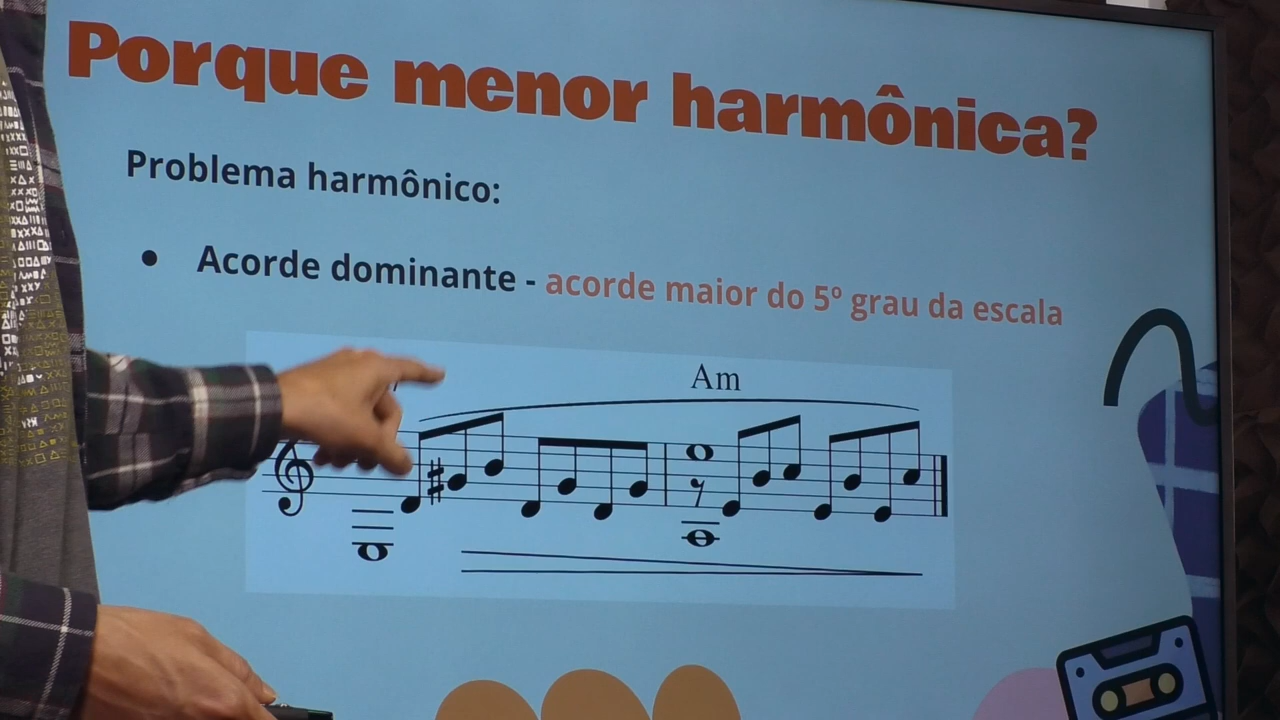 Porque menor harmônica?
Problema harmônico:
● Acorde dominante - acorde maior do 5º grau da escala
Am